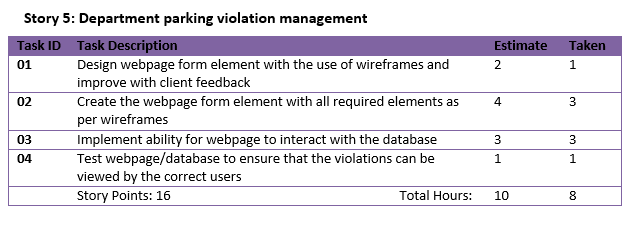 Story 5: Department parking violation management
Task ID Task Description Estimate Taken
01 Design webpage form element with the use of wireframes and 2 1
improve with client feedback
02 Create the webpage form element with all required elements as 4 3
per wireframes
03 Implement ability for webpage to interact with the database 3 3
04 Test webpage/database to ensure that the violations can be 1 1
viewed by the correct users
Story Points: 16 Total Hours: 10 8